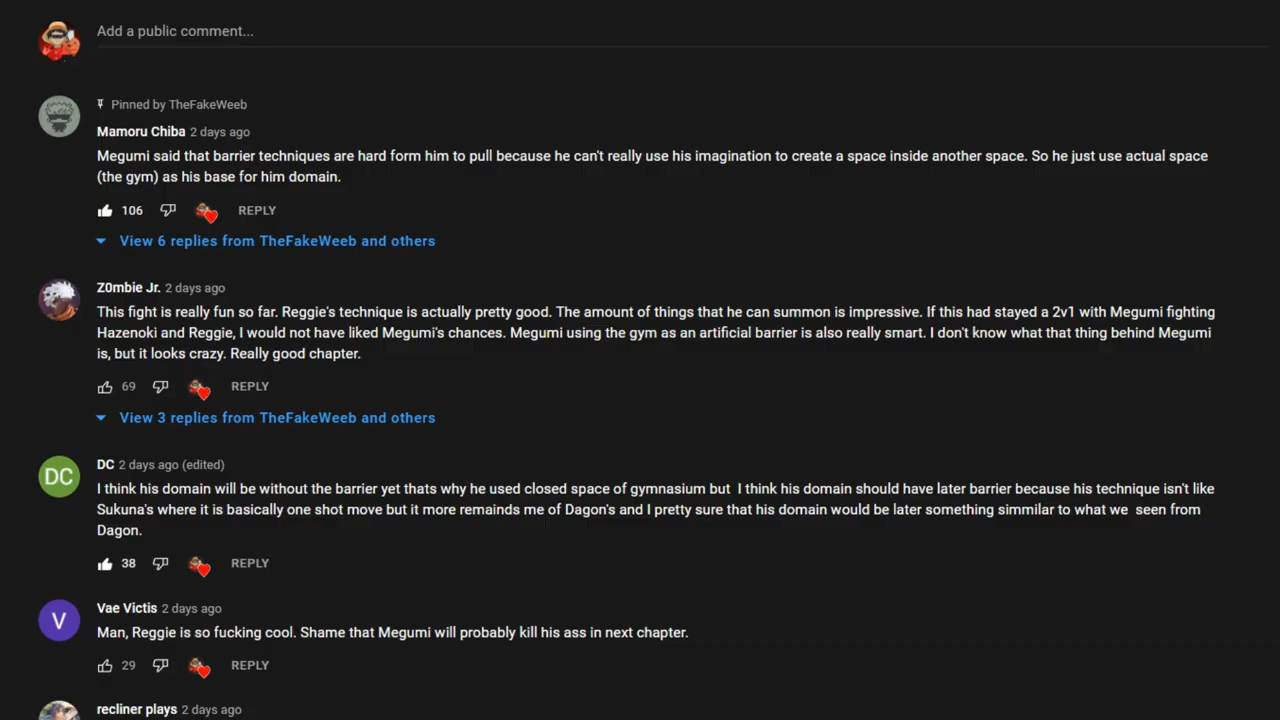 Add a public comment...
Pinned by TheFakeWeeb
Mamoru Chiba 2 days ago
Megumi said that barrier techniques are hard form him to pull because he can't really use his imagination to create a space inside another space. So he just use actual space
(the gym) as his base for him domain.
106 REPLY
View 6 replies from TheFakeWeeb and others
Z0mbie Jr. 2 days ago
This fight is really fun so far. Reggie's technique is actually pretty good. The amount of things that he can summon is impressive. If this had stayed a 2v1 with Megumi fighting
Hazenoki and Reggie, I would not have liked Megumi's chances. Megumi using the gym as an artificial barrier is also really smart. I don't know what that thing behind Megumi
is, but it looks crazy. Really good chapter.
69 REPLY
View 3 replies from TheFakeWeeb and others
DC
DC 2 days ago (edited)
I think his domain will be without the barrier yet thats why he used closed space of gymnasium but I think his domain should have later barrier because his technique isn't like
Sukuna's where it is basically one shot move but it more remainds me of Dagon's and I pretty sure that his domain would be later something simmilar to what we seen from
Dagon.
38 REPLY
V
Vae Victis 2 days ago
Man, Reggie is so fucking cool. Shame that Megumi will probably kill his ass in next chapter.
29 REPLY
recliner plays 2 days ago